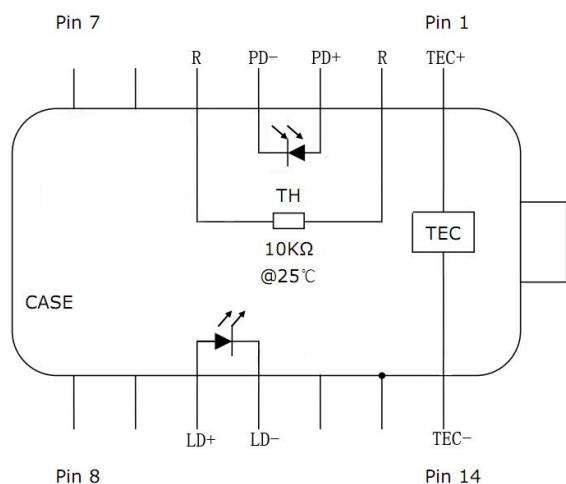 Pin 7 Pin 1
R PD- PD+ R TEC+
TH
10KΩ
@25℃
TEC
CASE
LD+ LD- TEC-
Pin 8 Pin 14